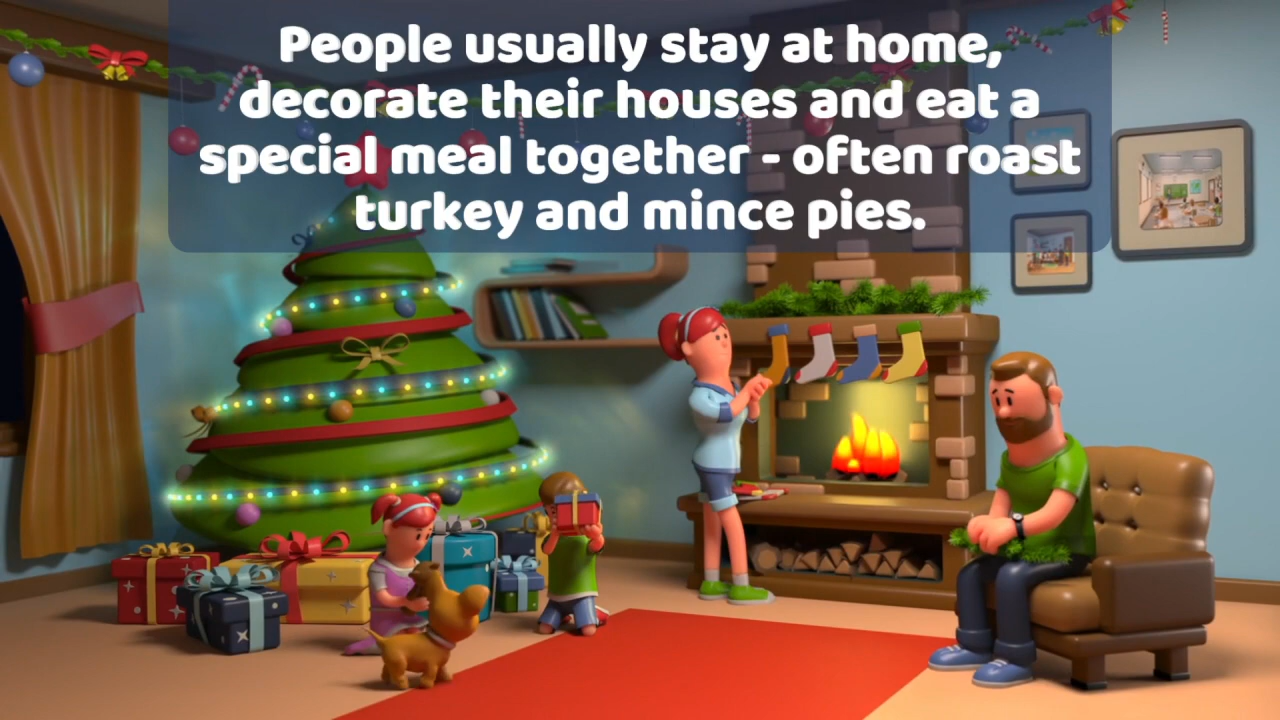 People usually stay at home,
decorate their houses and eat a
special meal together - often roast
turkey and mince pies.